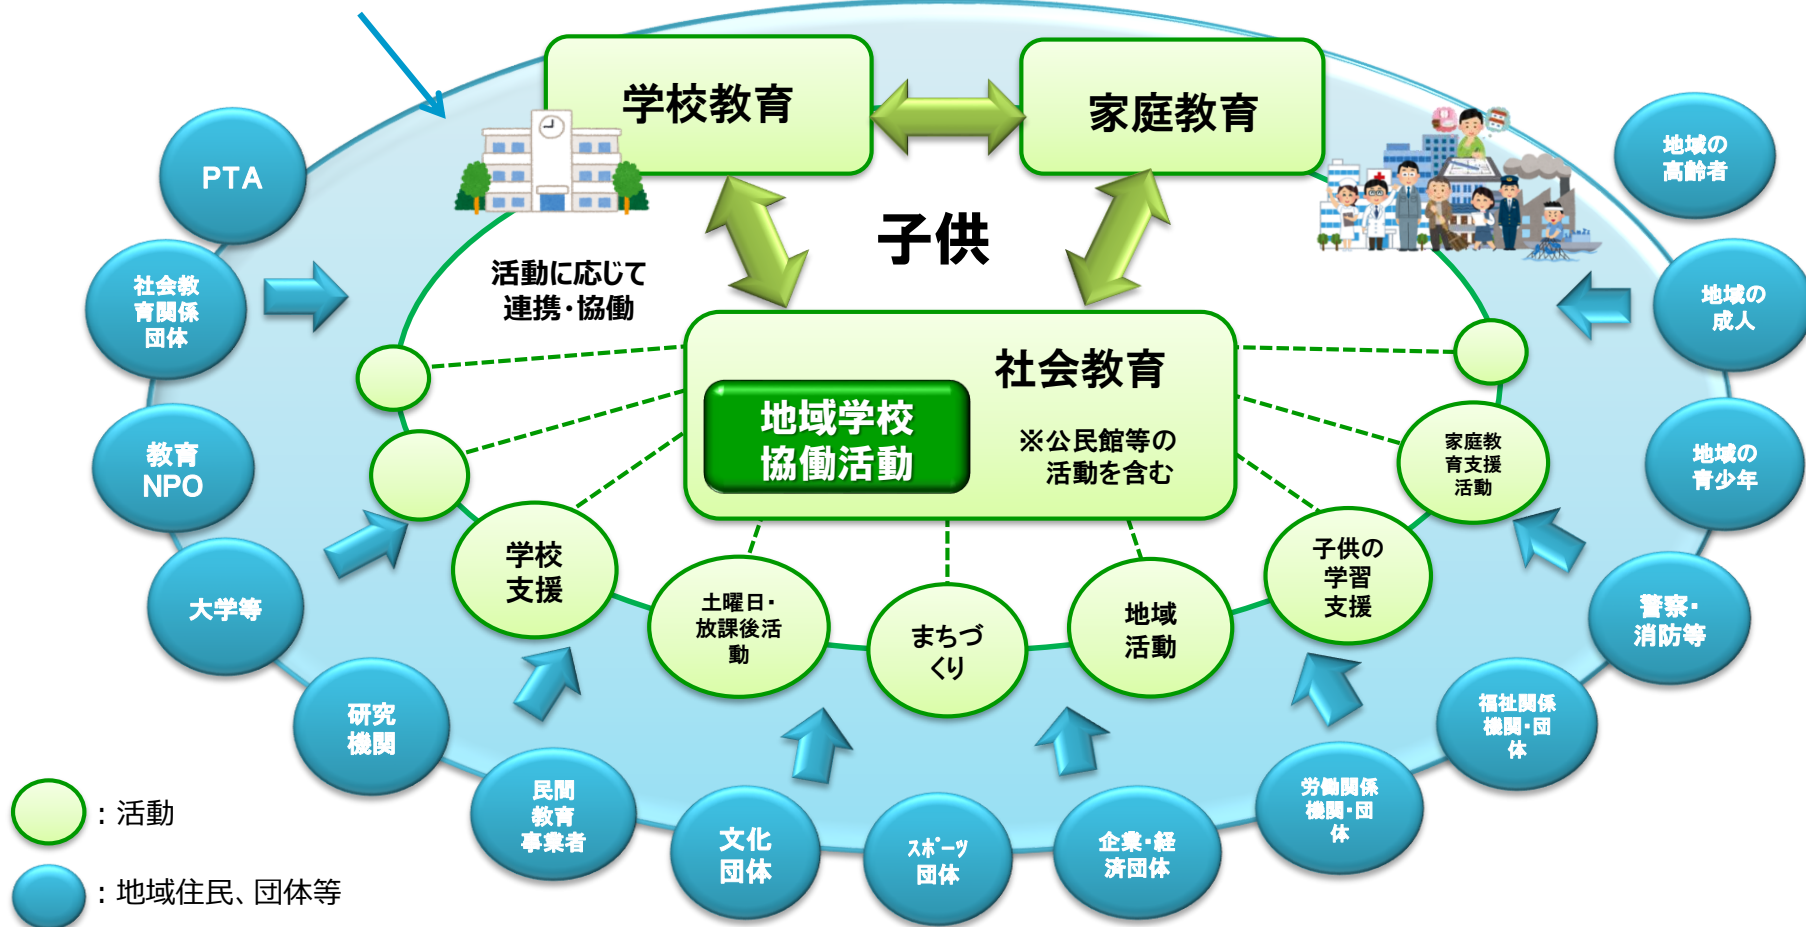 学校教育
家庭教育
子供
活動に応じて
連携・協働
社会教育
地域学校
協働活動
※公民館等の
活動を含む
PTA
社会教
育関係
団体
教育
NPO
大学等
研究
機関
民間
教育
事業者
文化
団体
スポーツ
団体
企業・経
済団体
労働関係
機関・団
体
福祉関係
機関・団
体
警察・
消防等
地域の
青少年
地域の
成人
地域の
高齢者
学校
支援
土曜日・
放課後活
動
まちづ
くり
地域
活動
子供の
学習
支援
家庭教
育支援
活動
：活動
：地域住民、団体等